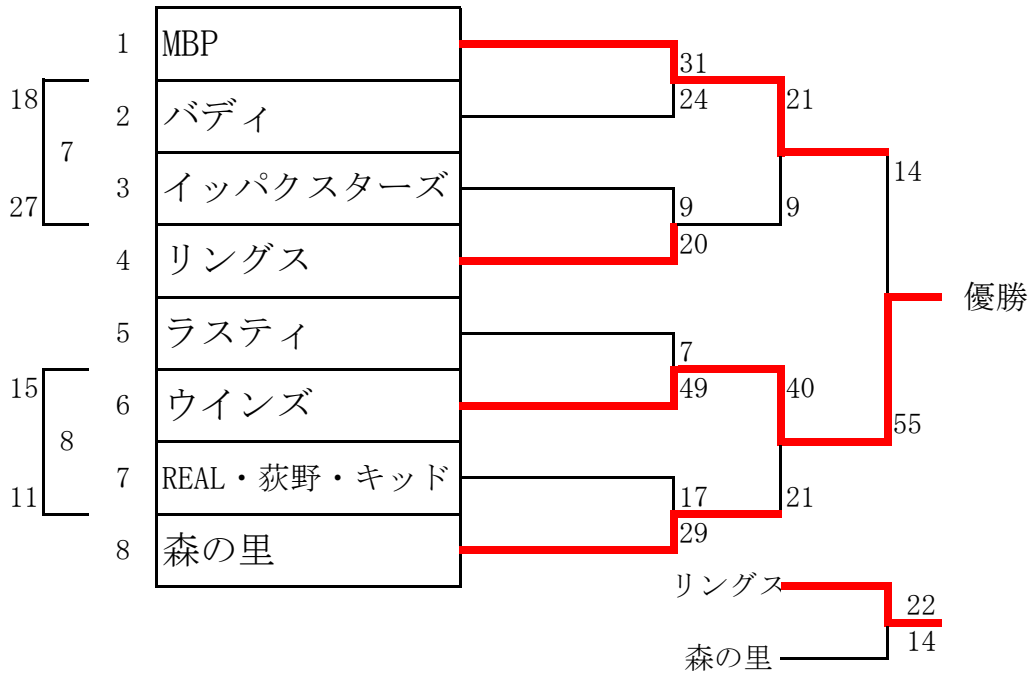 1 MBP
31
18
24
21
2 バディ
7
14
3 イッパクスターズ
27
9
9
20
4 リングス
優勝
5 ラスティ
7
15
49
40
6 ウインズ
55
8
7 REAL・荻野・キッド
11
17
21
29
8 森の里
リングス
22
14
森の里